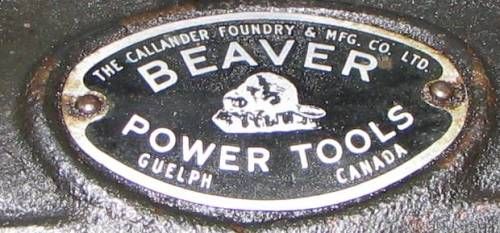 THE CALLANDER FOUNDRY & MFG. CO. LTD.
BEAVER
POWER TOOLS
GUELPH CANADA